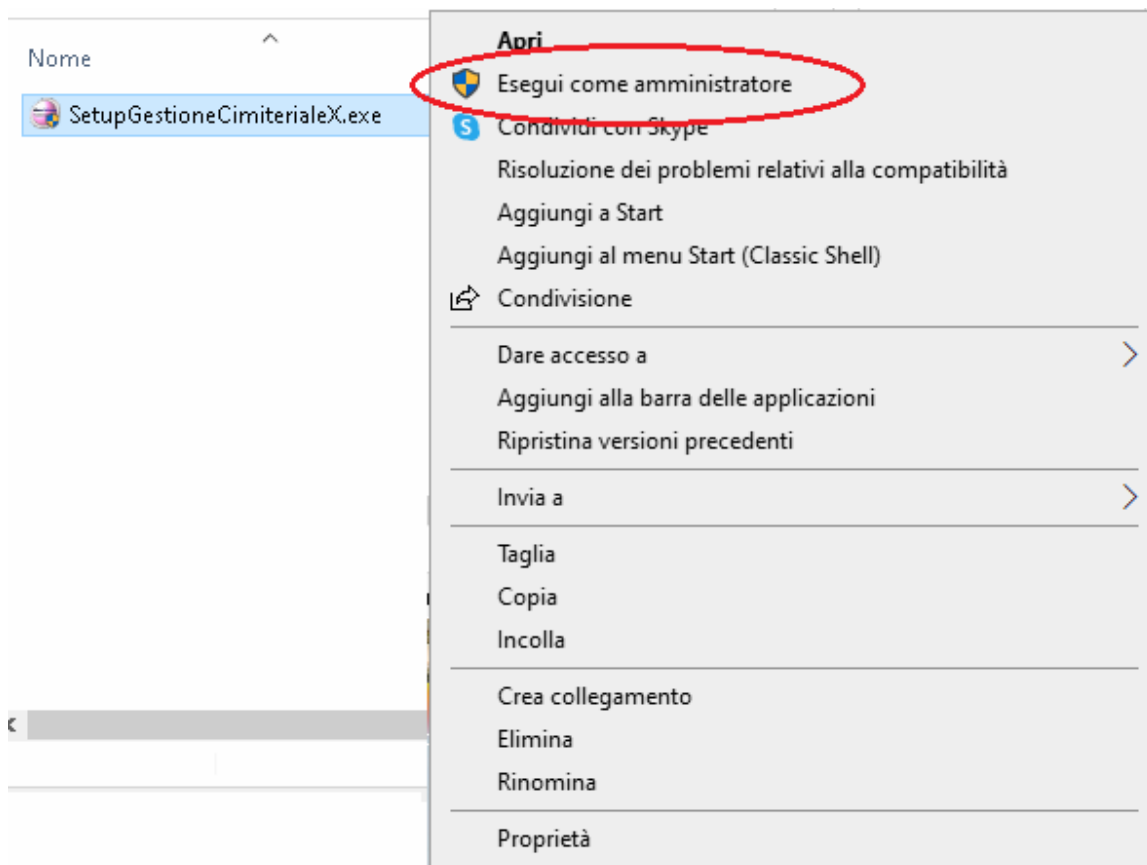 Nome
SetupGestioneCimiterialeX.exe
Apri
Esegui come amministratore
Condividi con Skype
Risoluzione dei problemi relativi alla compatibilità
Aggiungi a Start
Aggiungi al menu Start (Classic Shell)
Condivisione
Dare accesso a
Aggiungi alla barra delle applicazioni
Ripristina versioni precedenti
Invia a
Taglia
Copia
Incolla
Crea collegamento
Elimina
Rinomina
Proprietà